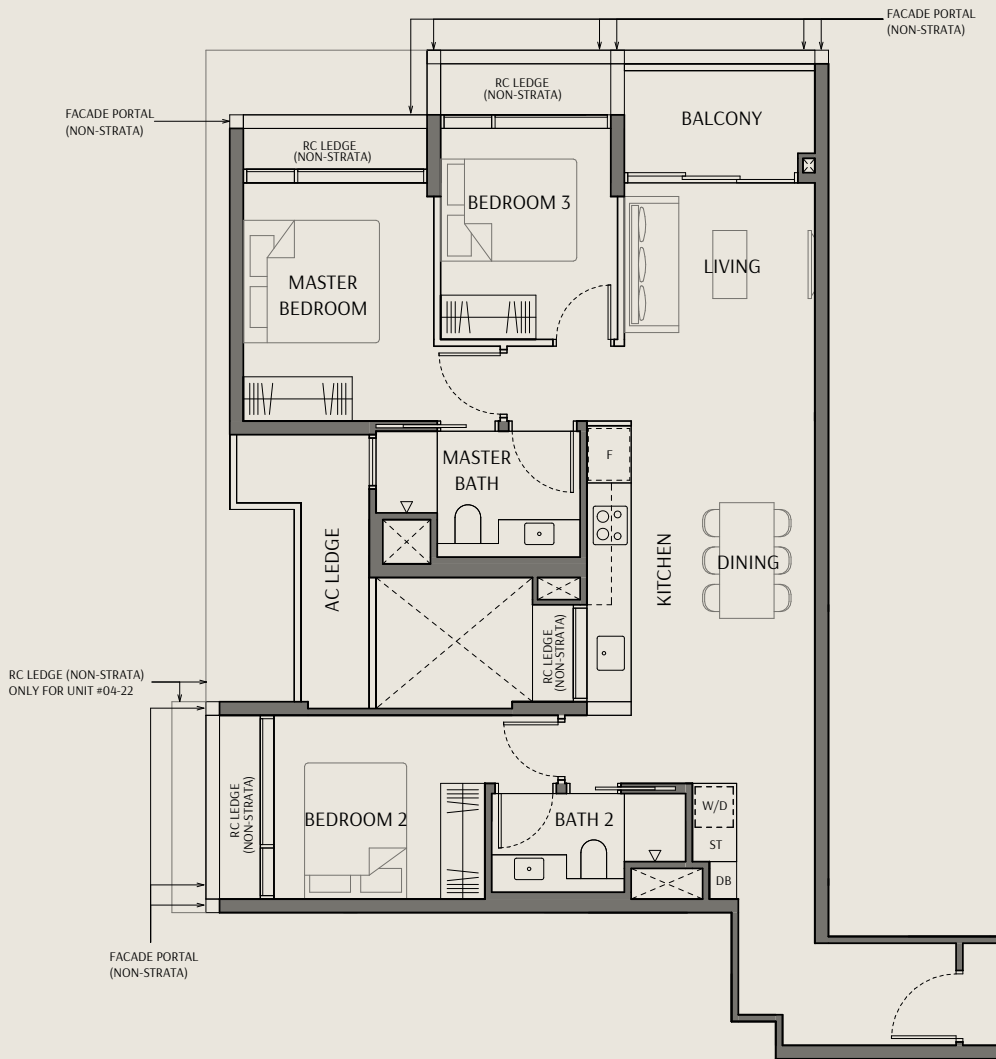 FACADE PORTAL
(NON-STRATA)
RC LEDGE
(NON-STRATA)
FACADE PORTAL
(NON-STRATA)
BALCONY
RC LEDGE
(NON-STRATA)
BEDROOM 3
MASTER
BEDROOM
LIVING
MASTER
BATH
F
AC LEDGE
KITCHEN
DINING
RC LEDGE
(NON-STRATA)
RC LEDGE (NON-STRATA)
ONLY FOR UNIT #04-22
RC LEDGE
(NON-STRATA)
BEDROOM 2
BATH 2
W/D
ST
DB
FACADE PORTAL
(NON-STRATA)